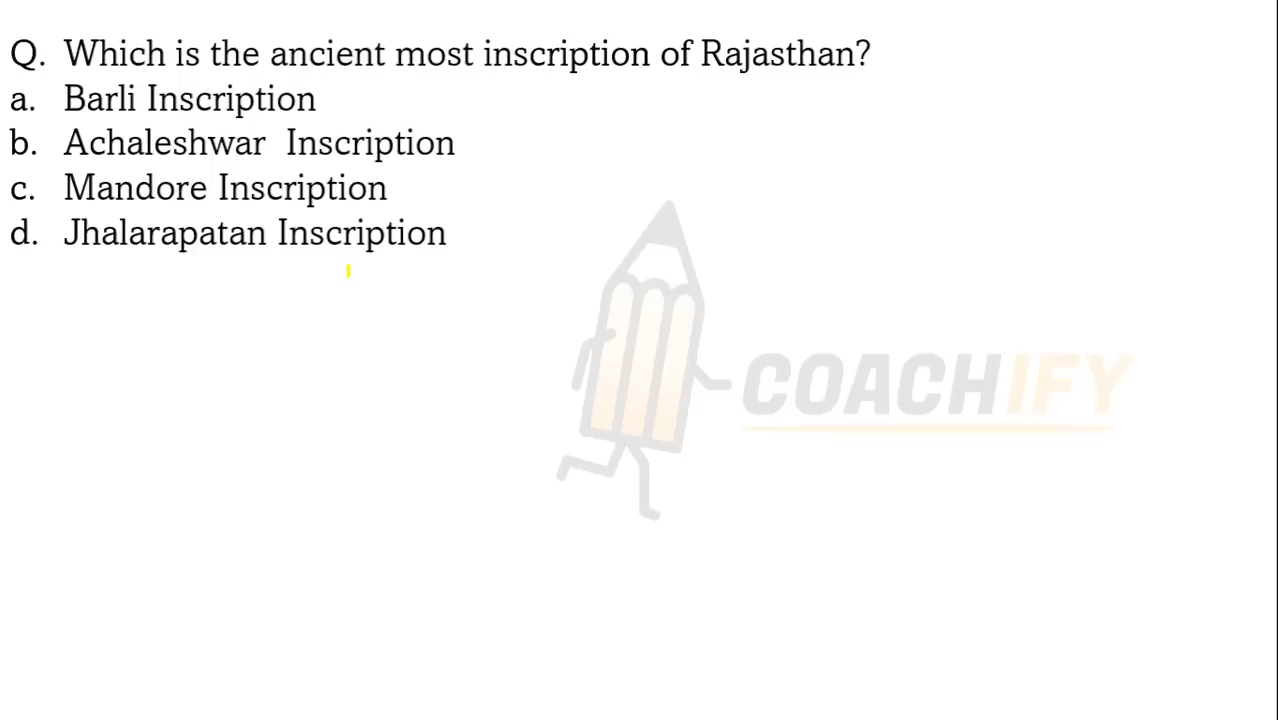 Q. Which is the ancient most inscription of Rajasthan?
a. Barli Inscription
b. Achaleshwar Inscription
c. Mandore Inscription
d. Jhalarapatan Inscription
COACHIFY